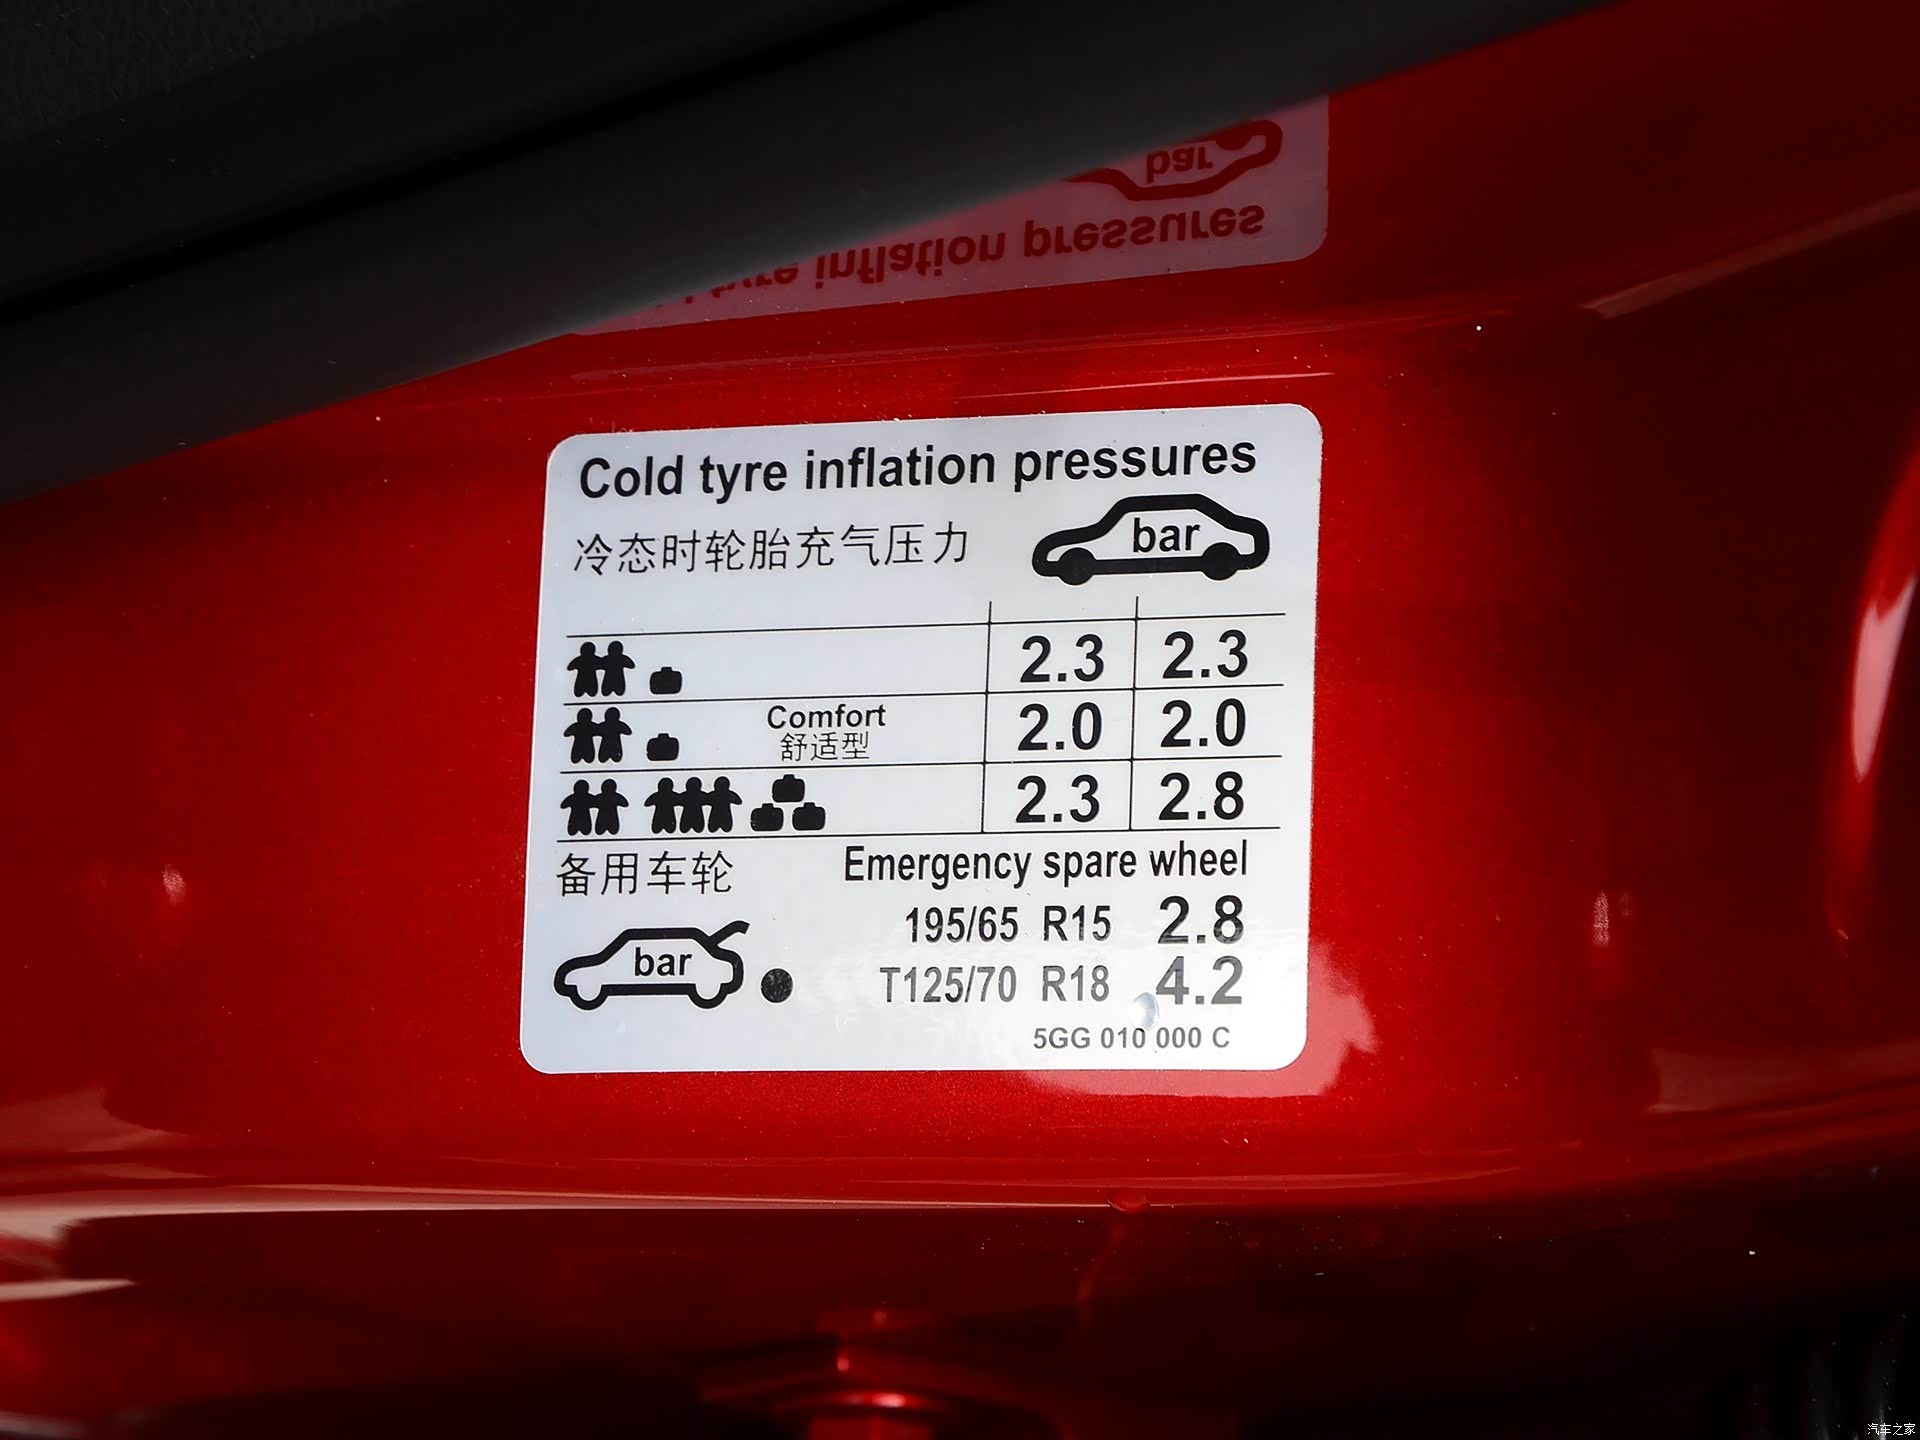 bar
tyre inflation pressures
Cold tyre inflation pressures
冷态时轮胎充气压力
bar
2.3 2.3
Comfort
舒适型
2.0 2.0
2.3 2.8
备用车轮 Emergency spare wheel
195/65 R15 2.8
bar
T125/70 R18 4.2
5GG 010 000 C
汽车之家